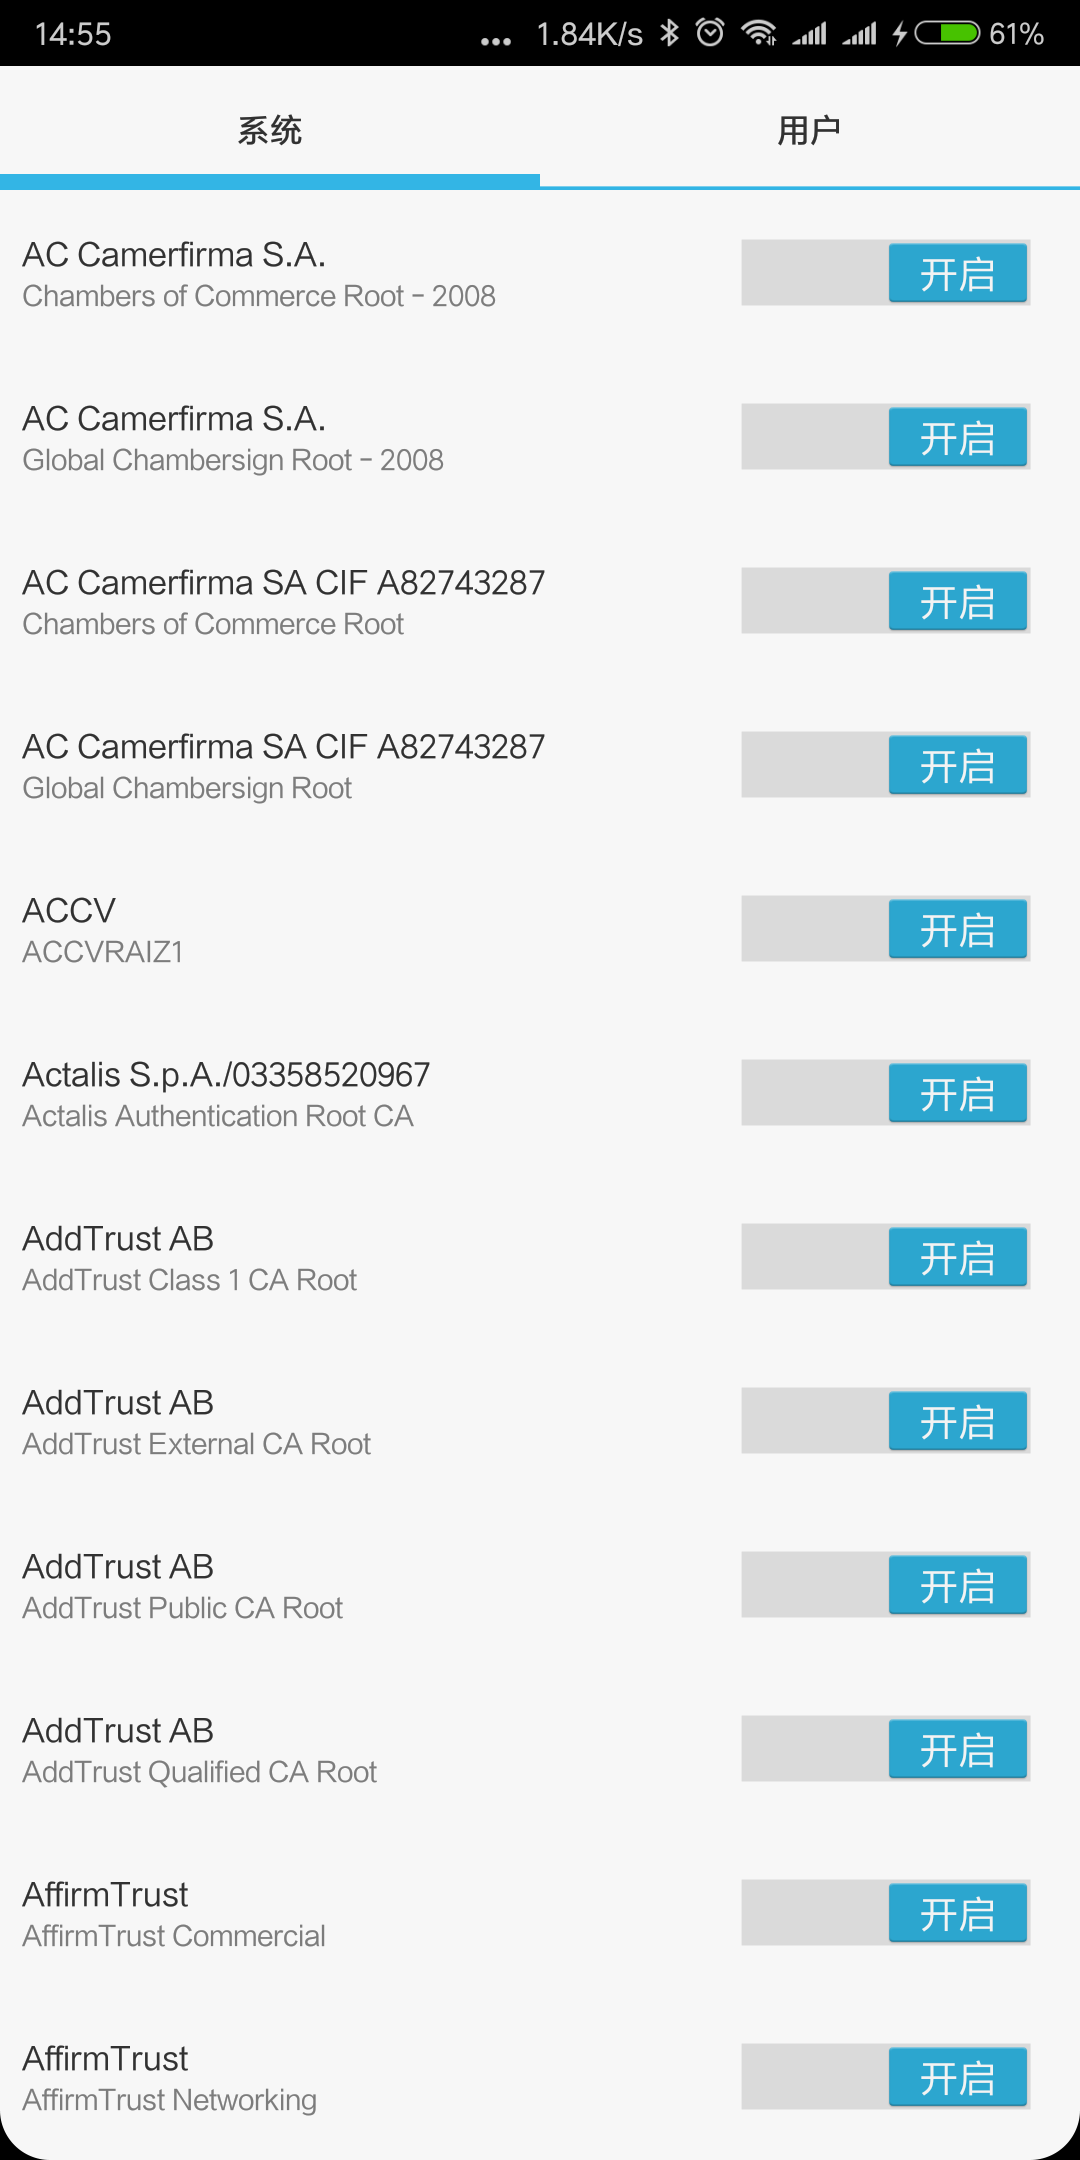 14:55 ... 1.84K/s 61%
系统 用户
AC Camerfirma S.A.
Chambers of Commerce Root - 2008
开启
AC Camerfirma S.A.
Global Chambersign Root - 2008
开启
AC Camerfirma SA CIF A82743287
Chambers of Commerce Root
开启
AC Camerfirma SA CIF A82743287
Global Chambersign Root
开启
ACCV
ACCVRAIZ1
开启
Actalis S.p.A./03358520967
Actalis Authentication Root CA
开启
AddTrust AB
AddTrust Class 1 CA Root
开启
AddTrust AB
AddTrust External CA Root
开启
AddTrust AB
AddTrust Public CA Root
开启
AddTrust AB
AddTrust Qualified CA Root
开启
AffirmTrust
AffirmTrust Commercial
开启
AffirmTrust
AffirmTrust Networking
开启